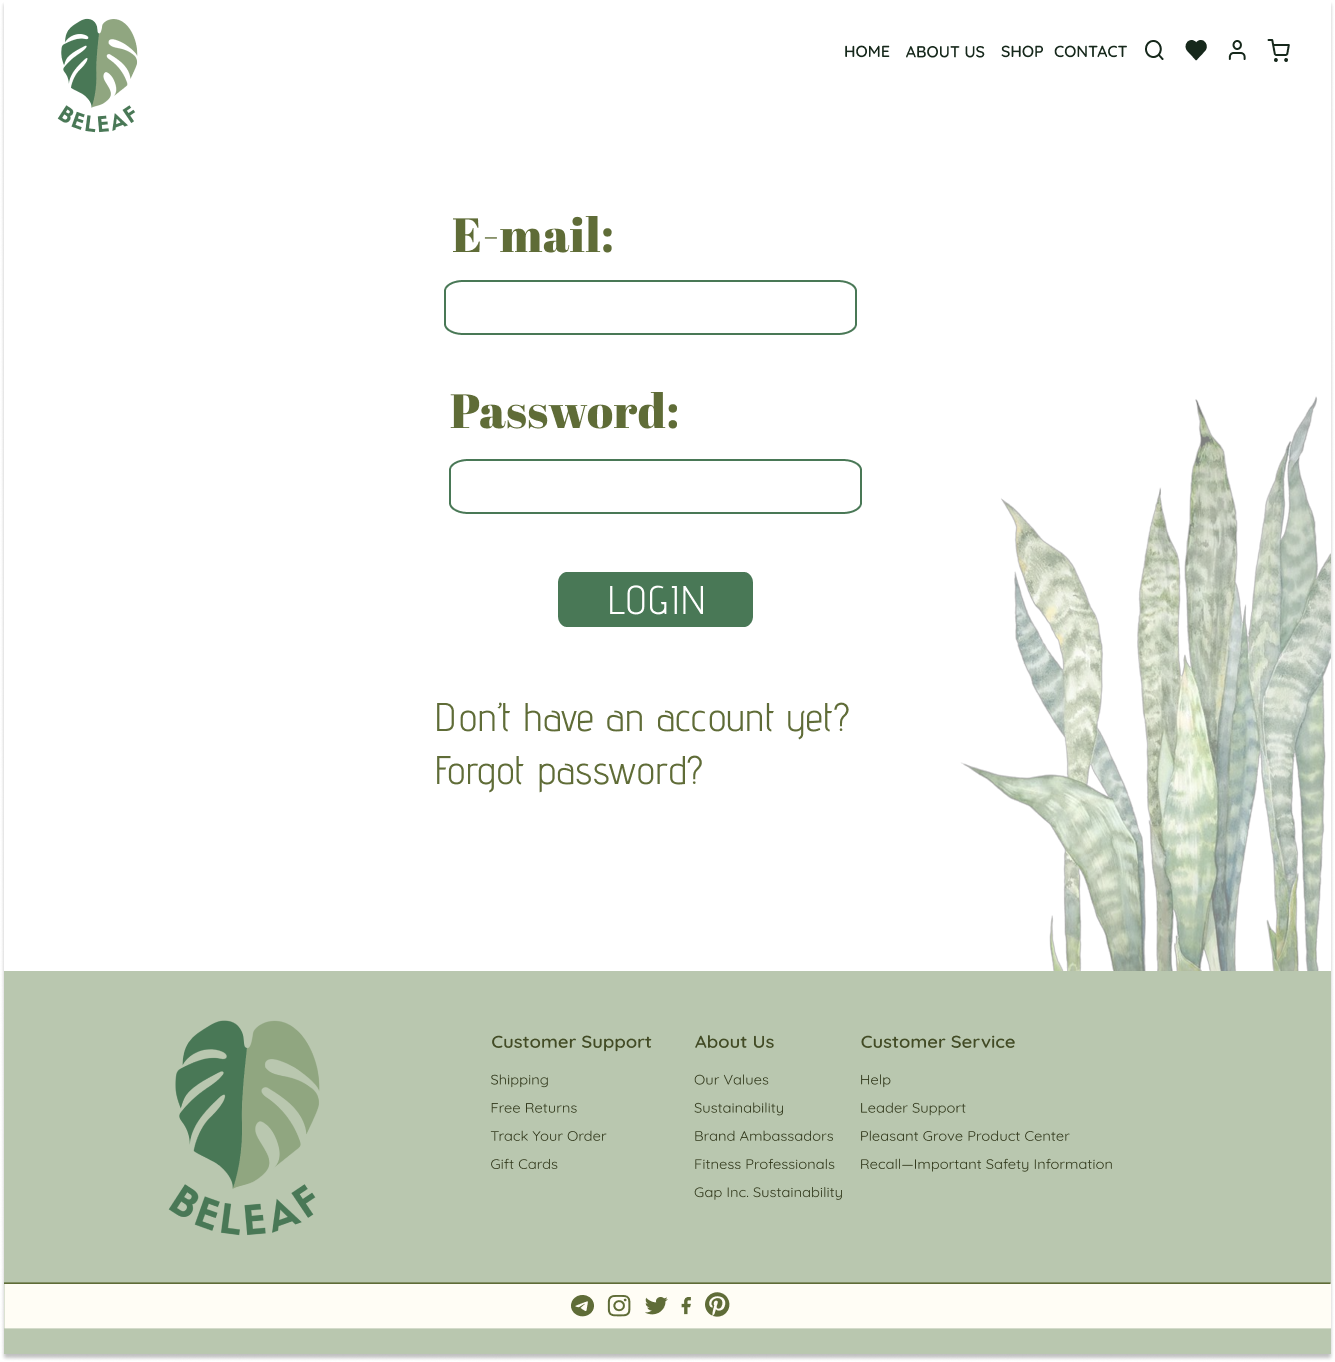 BELEAF
HOME ABOUT US SHOP CONTACT
E-mail:
Password:
LOGIN
Don't have an account yet?
Forgot password?
BELEAF
Customer Support
Shipping
Free Returns
Track Your Order
Gift Cards
About Us
Our Values
Sustainability
Brand Ambassadors
Fitness Professionals
Gap Inc. Sustainability
Customer Service
Help
Leader Support
Pleasant Grove Product Center
Recall—Important Safety Information